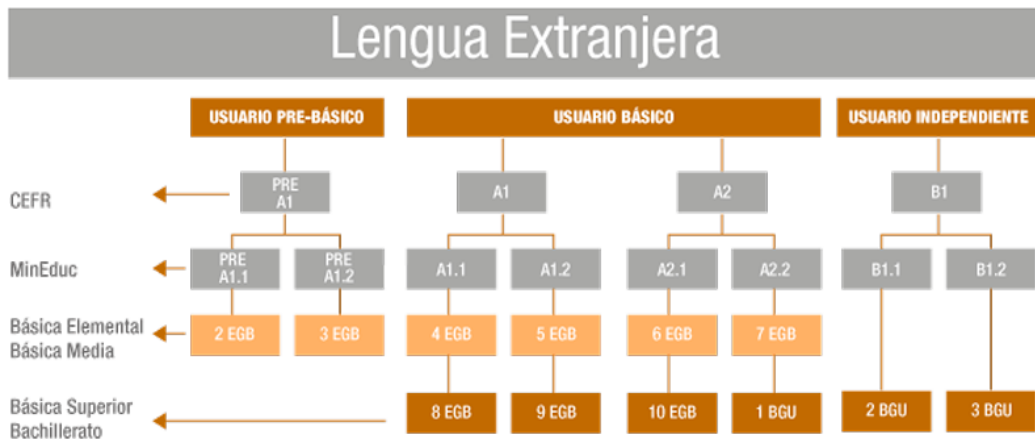 Lengua Extranjera
USUARIO PRE-BÁSICO
USUARIO BÁSICO
USUARIO INDEPENDIENTE
CEFR
PRE
A1
A1
A2
B1
MinEduc
PRE
A1.1
PRE
A1.2
A1.1
A1.2
A2.1
A2.2
B1.1
B1.2
Básica Elemental
Básica Media
2 EGB
3 EGB
4 EGB
5 EGB
6 EGB
7 EGB
Básica Superior
Bachillerato
8 EGB
9 EGB
10 EGB
1 BGU
2 BGU
3 BGU